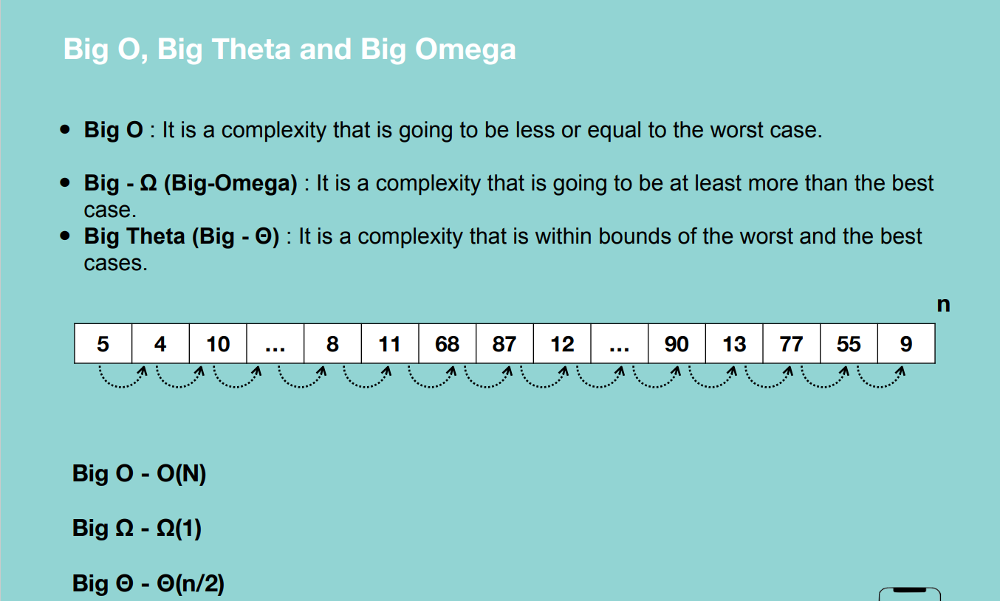 Big O, Big Theta and Big Omega
• Big O : It is a complexity that is going to be less or equal to the worst case.
• Big - Ω (Big-Omega) : It is a complexity that is going to be at least more than the best
case.
• Big Theta (Big - Θ) : It is a complexity that is within bounds of the worst and the best
cases.
n
5 4 10 ... 8 11 68 87 12 ... 90 13 77 55 9
Big O - O(N)
Big Ω - Ω(1)
Big Θ - Θ(n/2)